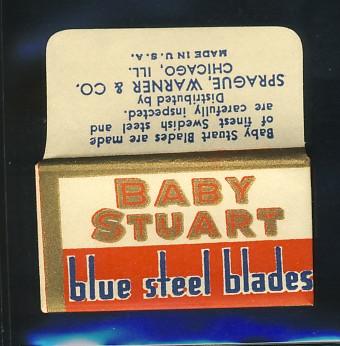 Baby Stuart Blades are made
of finest Swedish steel and
are carefully inspected.
Distributed by
SPRAGUE, WARNER & CO.
CHICAGO, ILL.
MADE IN U.S.A.
BABY
STUART
blue steel blades